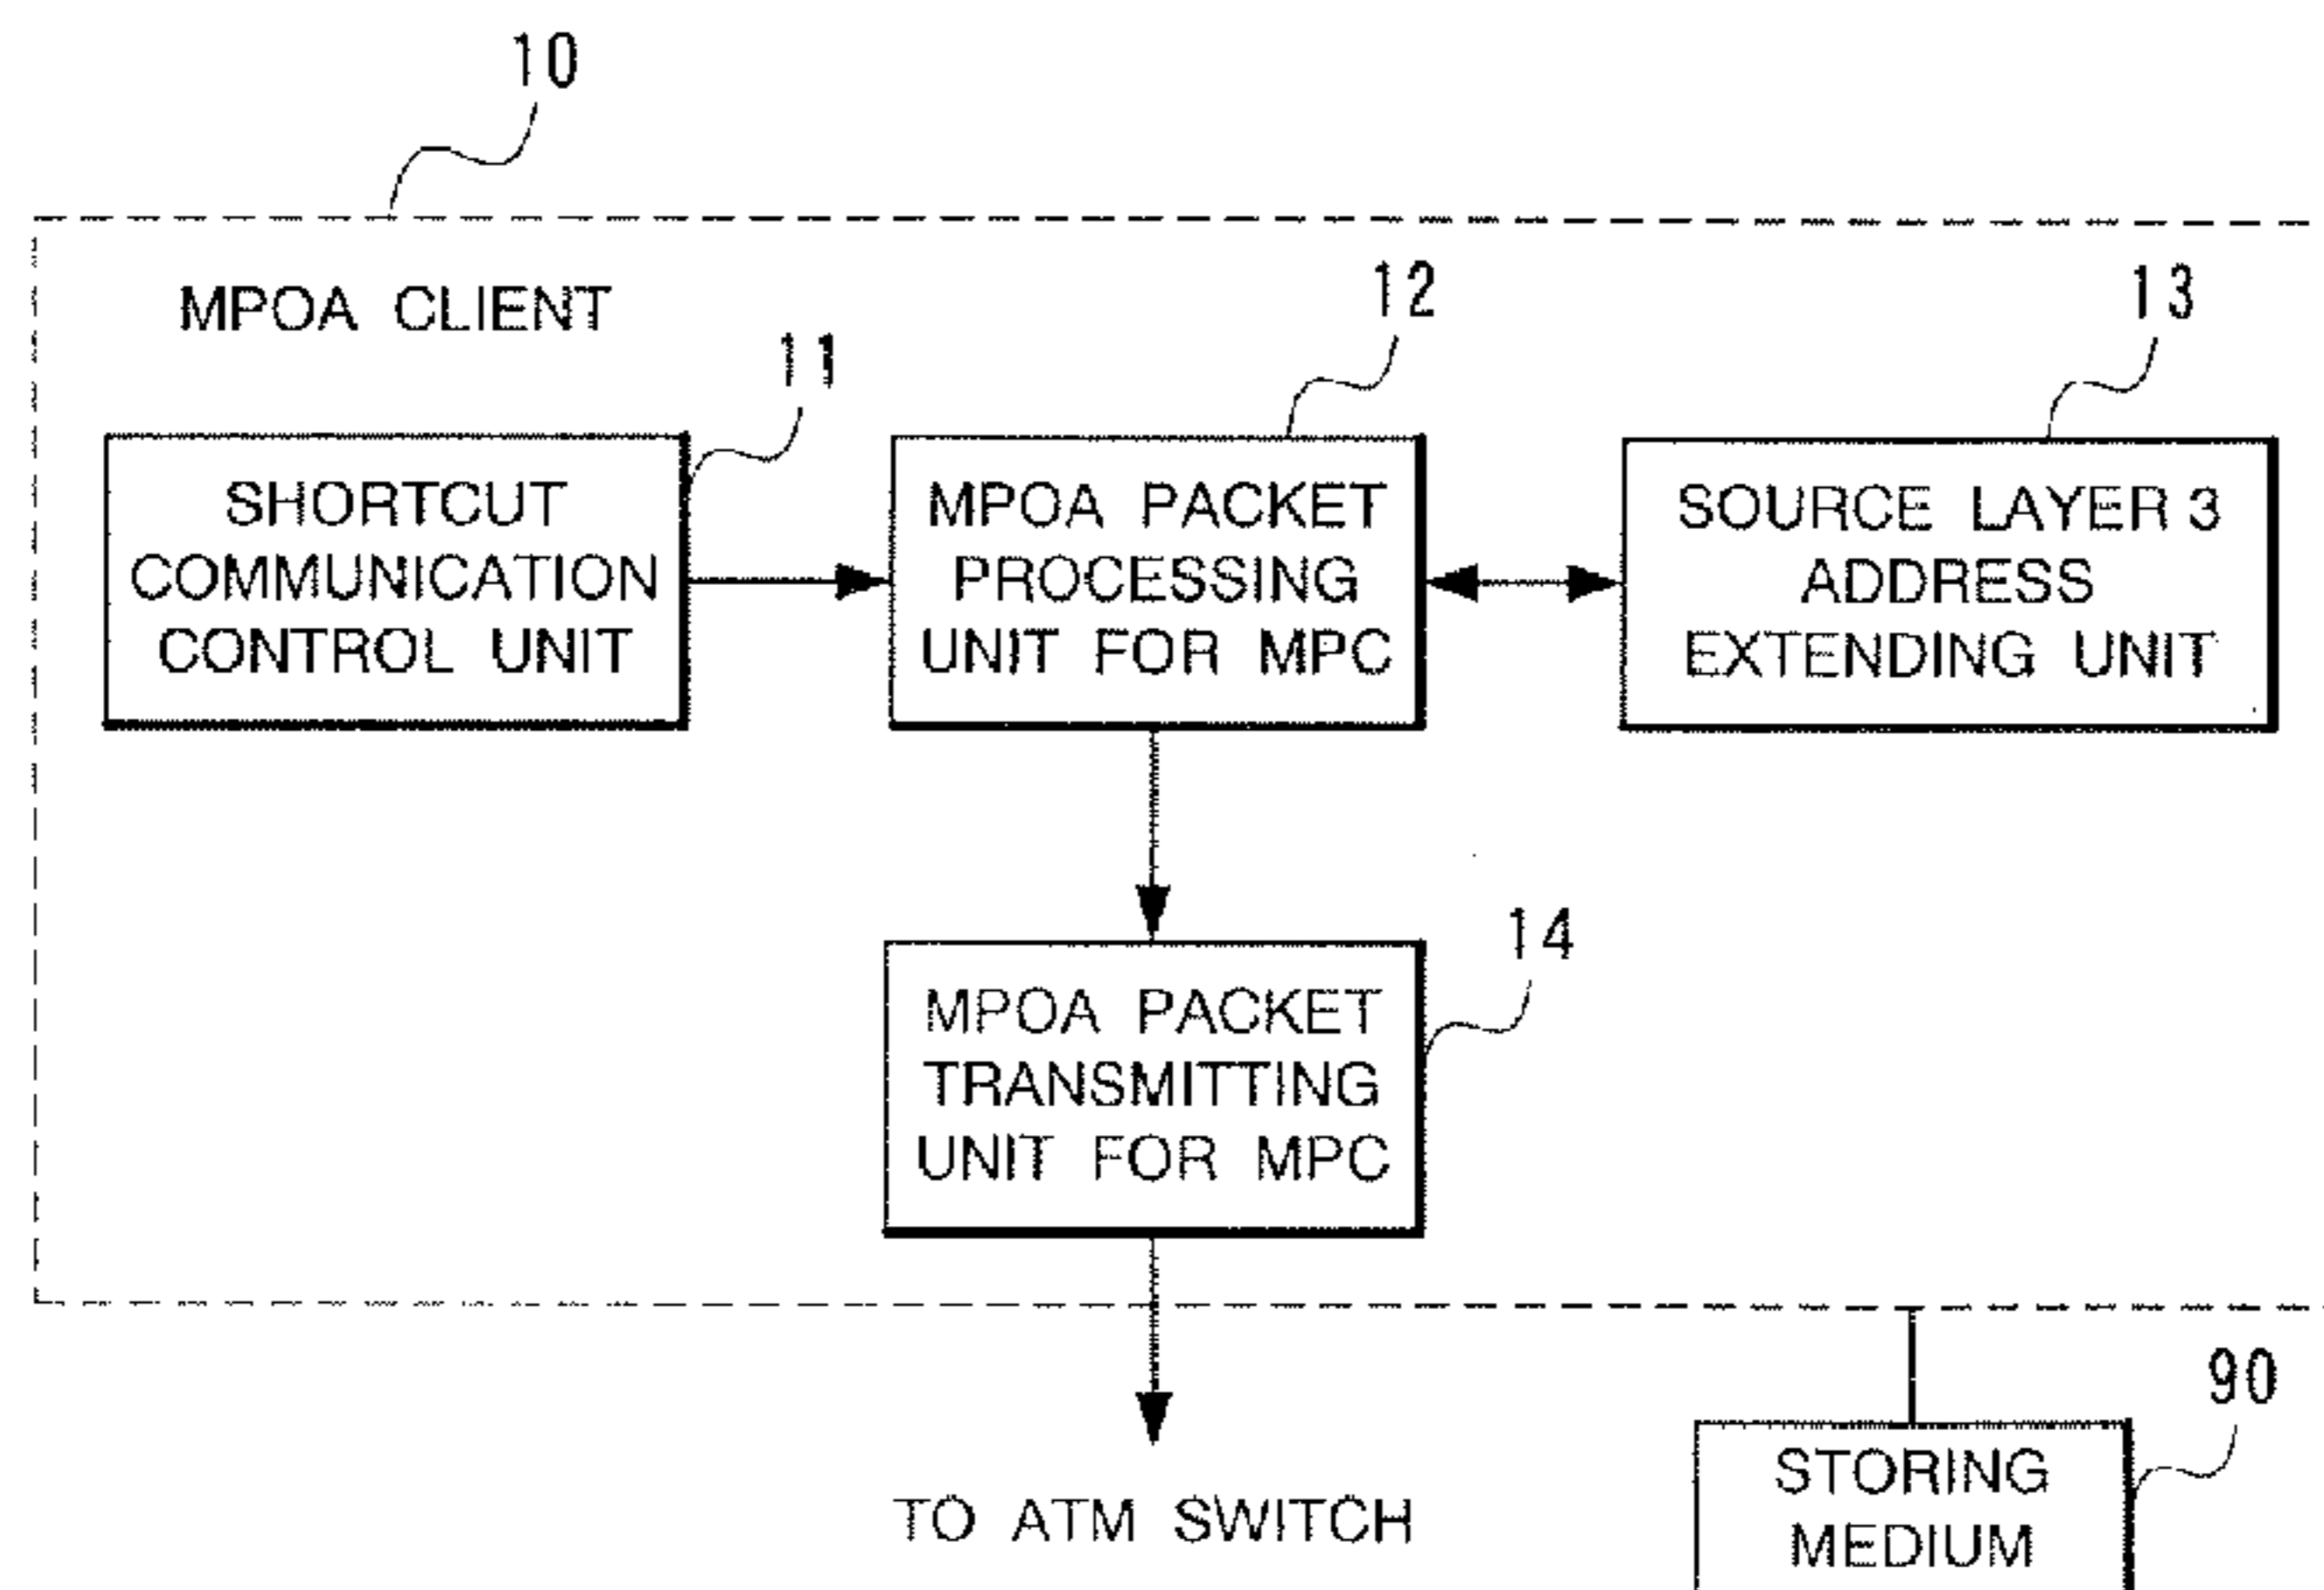 10
MPOA CLIENT
11
12
13
SHORTCUT
COMMUNICATION
CONTROL UNIT
MPOA PACKET
PROCESSING
UNIT FOR MPC
SOURCE LAYER 3
ADDRESS
EXTENDING UNIT
14
MPOA PACKET
TRANSMITTING
UNIT FOR MPC
90
TO ATM SWITCH
STORING
MEDIUM